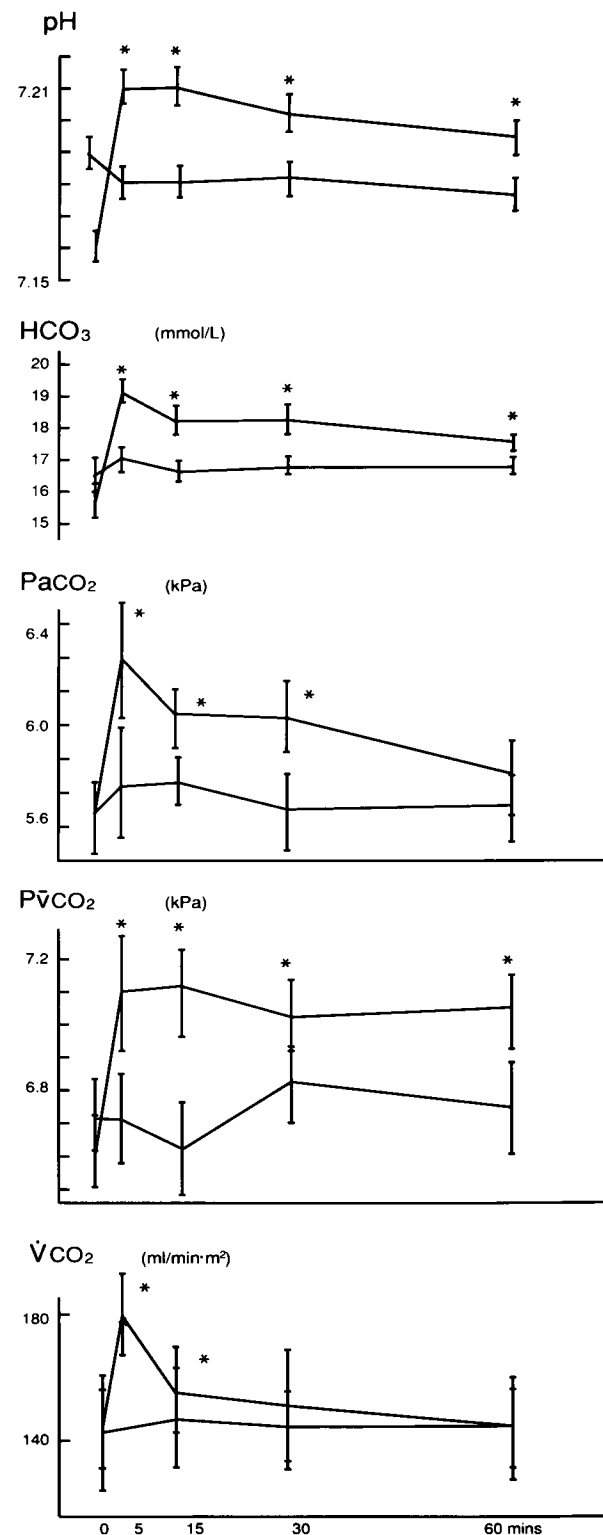 pH
* * * *
7.21
7.15
HCO₃ (mmol/L)
* * * *
20
19
18
17
16
15
PaCO₂ (kPa)
* * *
6.4
6.0
5.6
Pv̄CO₂ (kPa)
* * * *
7.2
6.8
V̇CO₂ (ml/min·m²)
* *
180
140
0 5 15 30 60 mins